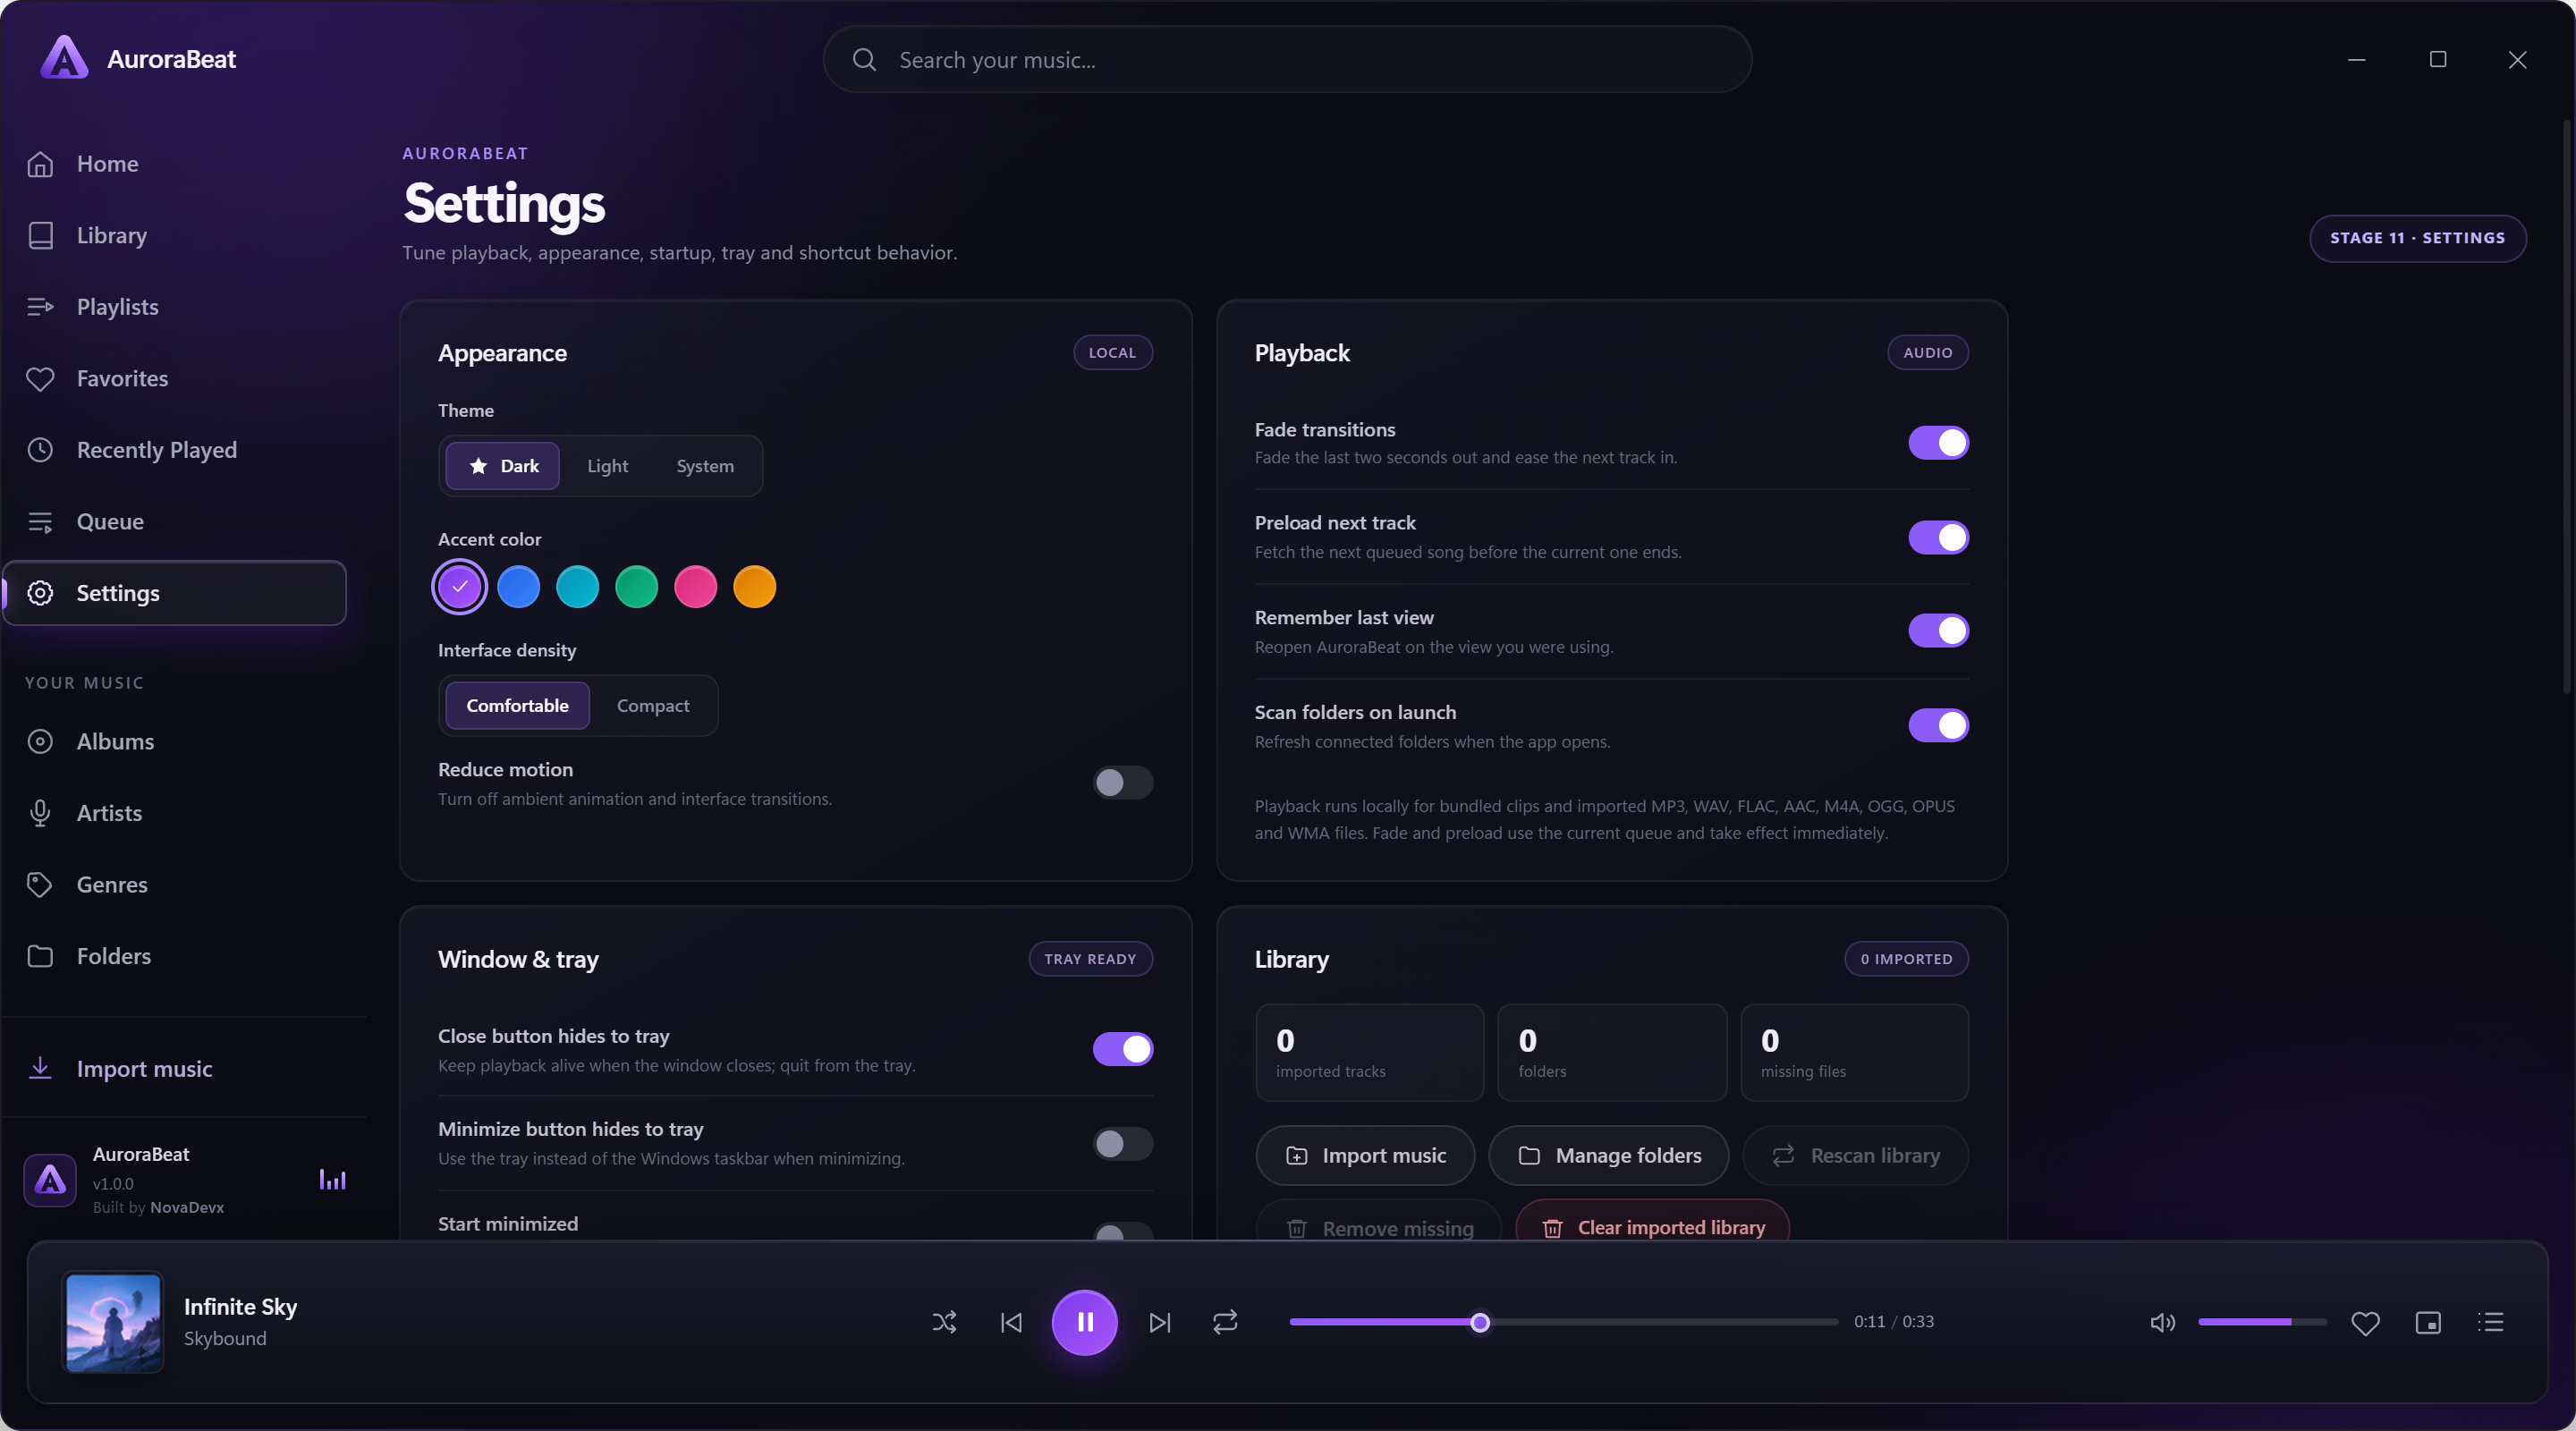 AuroraBeat
Search your music...
Home
Library
Playlists
Favorites
Recently Played
Queue
Settings
YOUR MUSIC
Albums
Artists
Genres
Folders
Import music
AuroraBeat
v1.0.0
Built by NovaDevx
AURORABEAT
Settings
Tune playback, appearance, startup, tray and shortcut behavior.
STAGE 11 · SETTINGS
Appearance
LOCAL
Theme
Dark
Light
System
Accent color
Interface density
Comfortable
Compact
Reduce motion
Turn off ambient animation and interface transitions.
Playback
AUDIO
Fade transitions
Fade the last two seconds out and ease the next track in.
Preload next track
Fetch the next queued song before the current one ends.
Remember last view
Reopen AuroraBeat on the view you were using.
Scan folders on launch
Refresh connected folders when the app opens.
Playback runs locally for bundled clips and imported MP3, WAV, FLAC, AAC, M4A, OGG, OPUS
and WMA files. Fade and preload use the current queue and take effect immediately.
Window & tray
TRAY READY
Close button hides to tray
Keep playback alive when the window closes; quit from the tray.
Minimize button hides to tray
Use the tray instead of the Windows taskbar when minimizing.
Start minimized
Library
0 IMPORTED
0
imported tracks
0
folders
0
missing files
Import music
Manage folders
Rescan library
Remove missing
Clear imported library
Infinite Sky
Skybound
0:11 / 0:33